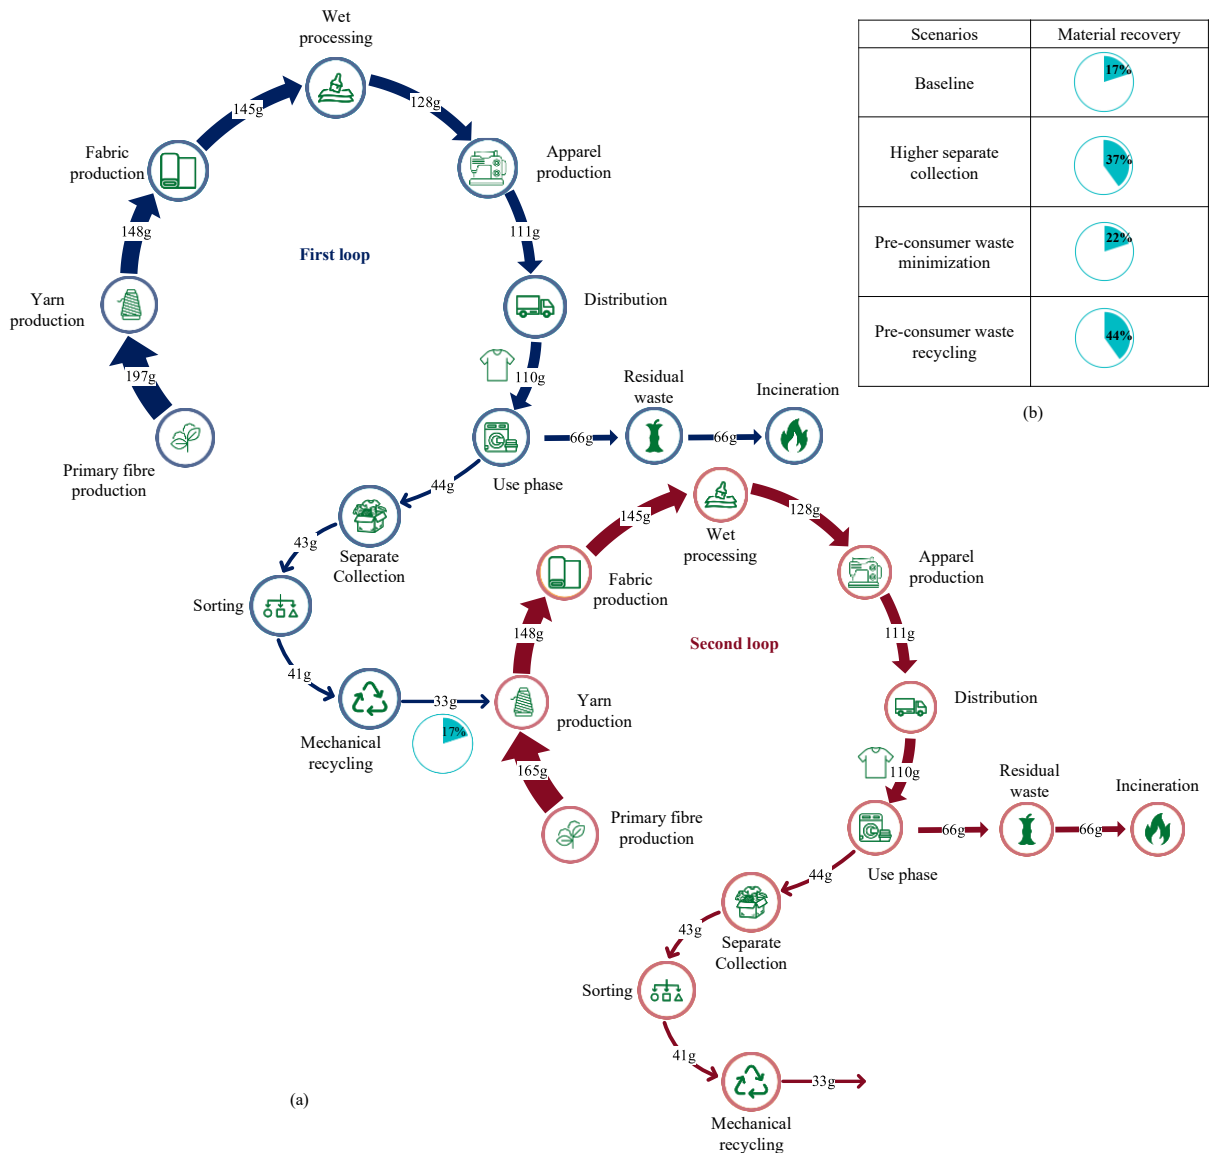 Wet
processing
145g
128g
Fabric
production
Apparel
production
148g
111g
First loop
Yarn
production
Distribution
197g
110g
Primary fibre
production
Use phase
66g
Residual
waste
66g
Incineration
44g
Separate
Collection
43g
Sorting
41g
Mechanical
recycling
33g
17%
Yarn
production
165g
Primary fibre
production
148g
Fabric
production
145g
Wet
processing
128g
Apparel
production
Second loop
111g
Distribution
110g
Use phase
66g
Residual
waste
66g
Incineration
44g
Separate
Collection
43g
Sorting
41g
Mechanical
recycling
33g
(a)
Scenarios
Material recovery
Baseline
17%
Higher separate
collection
37%
Pre-consumer waste
minimization
22%
Pre-consumer waste
recycling
44%
(b)